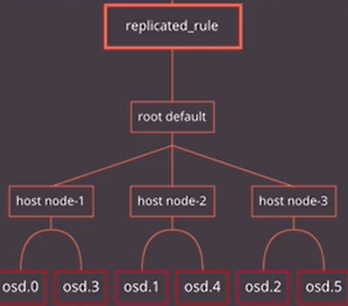 replicated_rule
root default
host node-1
host node-2
host node-3
osd.0
osd.3
osd.1
osd.4
osd.2
osd.5